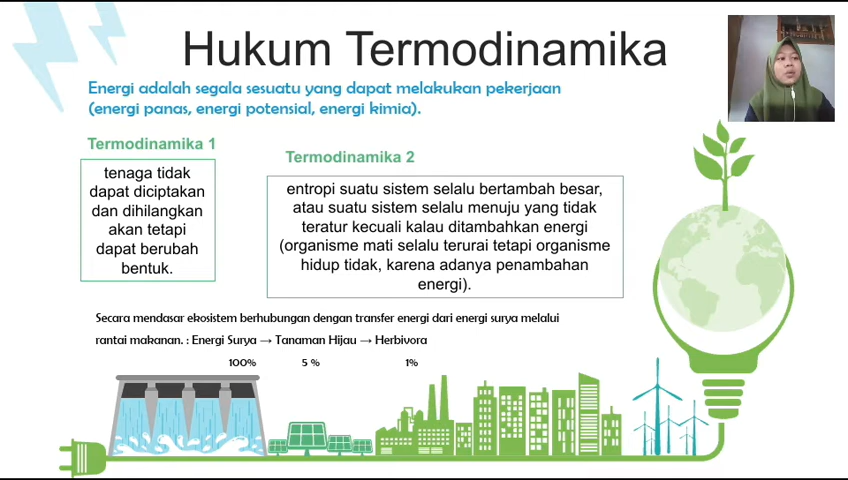 Hukum Termodinamika
Energi adalah segala sesuatu yang dapat melakukan pekerjaan
(energi panas, energi potensial, energi kimia).
Termodinamika 1
tenaga tidak
dapat diciptakan
dan dihilangkan
akan tetapi
dapat berubah
bentuk.
Termodinamika 2
entropi suatu sistem selalu bertambah besar,
atau suatu sistem selalu menuju yang tidak
teratur kecuali kalau ditambahkan energi
(organisme mati selalu terurai tetapi organisme
hidup tidak, karena adanya penambahan
energi).
Secara mendasar ekosistem berhubungan dengan transfer energi dari energi surya melalui
rantai makanan. : Energi Surya → Tanaman Hijau → Herbivora
100% 5 % 1%